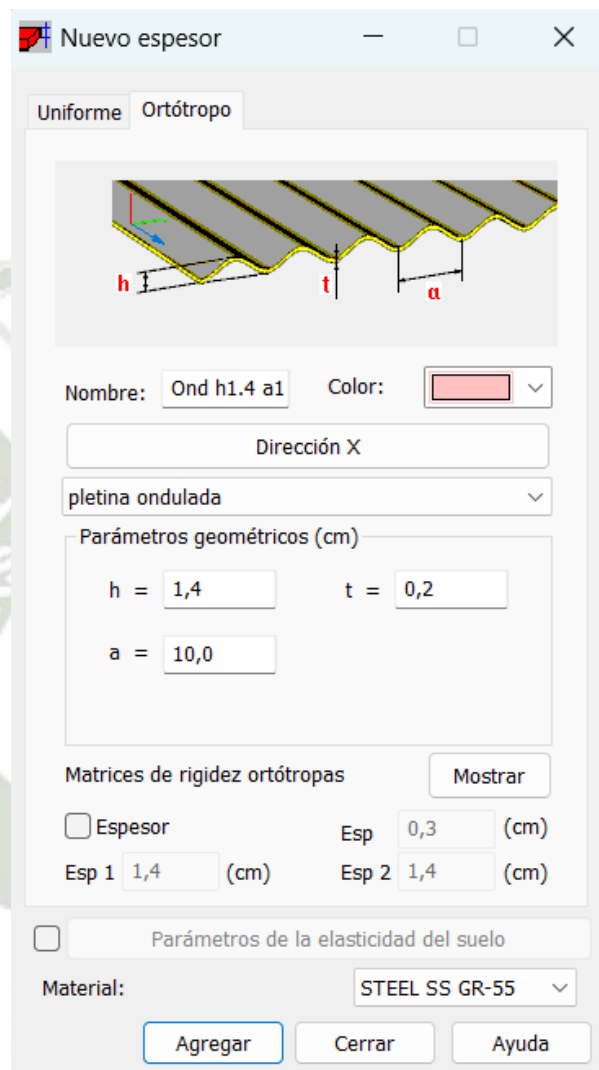 Nuevo espesor
Uniforme Ortótropo
h t a
Nombre: Ond h1.4 a1 Color:
Dirección X
pletina ondulada
Parámetros geométricos (cm)
h = 1,4 t = 0,2
a = 10,0
Matrices de rigidez ortótropas Mostrar
Espesor Esp 0,3 (cm)
Esp 1 1,4 (cm) Esp 2 1,4 (cm)
Parámetros de la elasticidad del suelo
Material: STEEL SS GR-55
Agregar Cerrar Ayuda